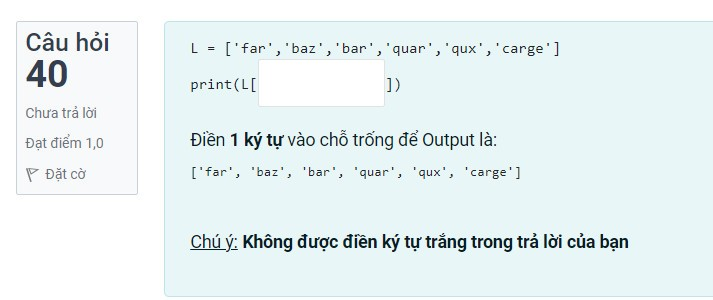 Câu hỏi
40
Chưa trả lời
Đạt điểm 1,0
Đặt cờ
L = ['far','baz','bar','quar','qux','carge']
print(L[ ])
Điền 1 ký tự vào chỗ trống để Output là:
['far', 'baz', 'bar', 'quar', 'qux', 'carge']
Chú ý: Không được điền ký tự trắng trong trả lời của bạn